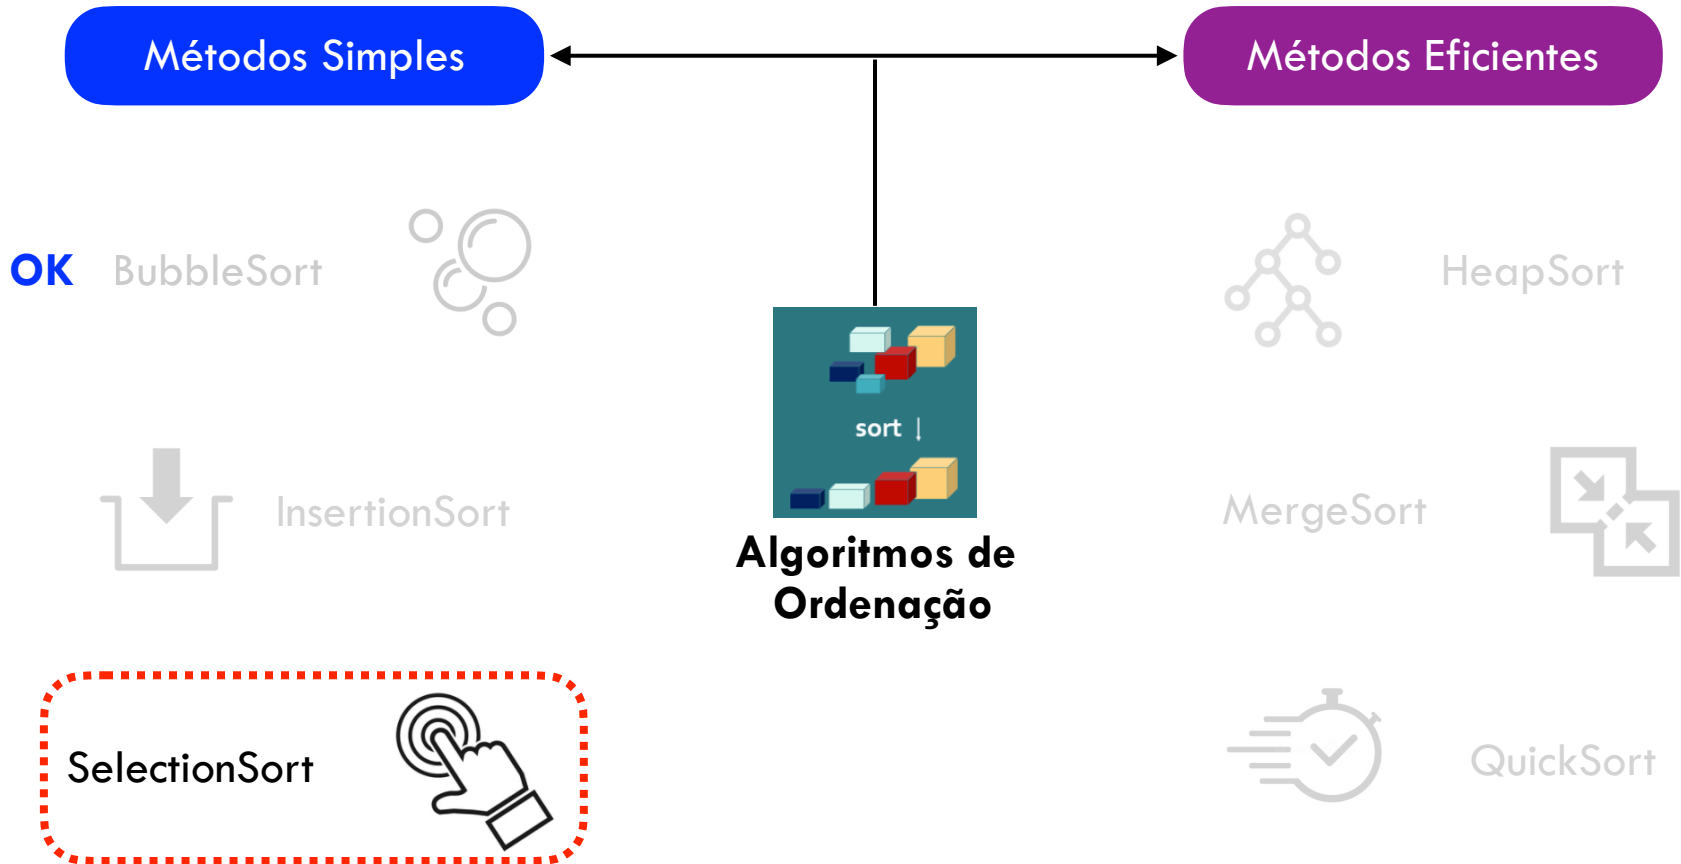 Métodos Simples
Métodos Eficientes
OK BubbleSort
HeapSort
sort
InsertionSort
MergeSort
Algoritmos de
Ordenação
SelectionSort
QuickSort